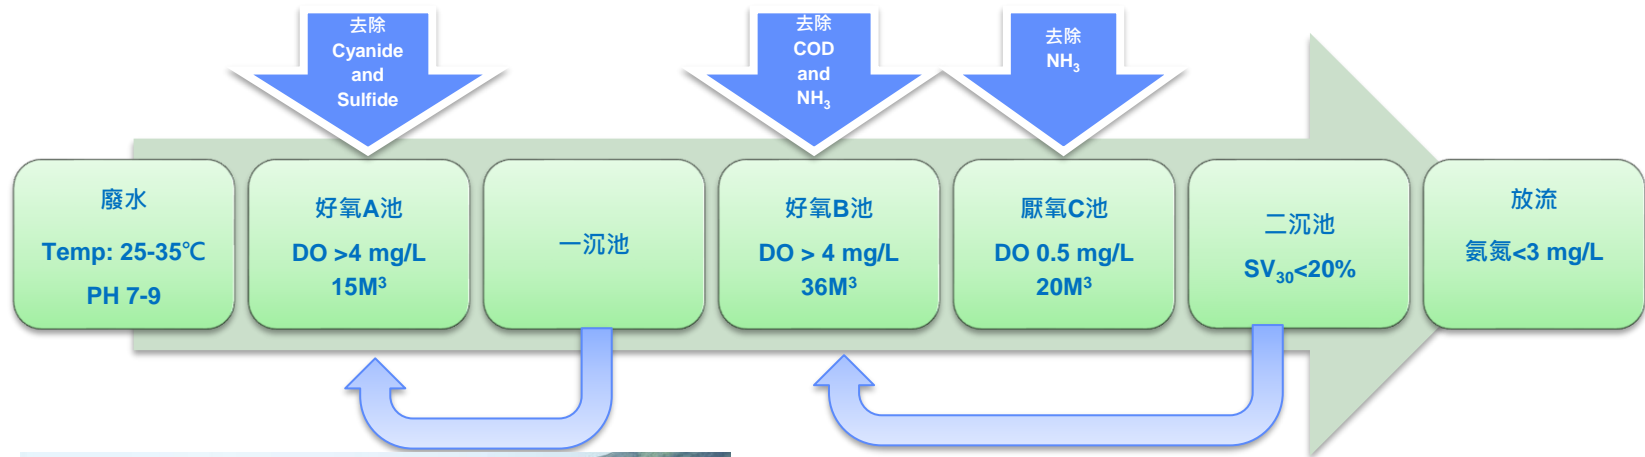 去除
Cyanide
and
Sulfide
去除
COD
and
NH₃
去除
NH₃
廢水
Temp: 25-35℃
PH 7-9
好氧A池
DO >4 mg/L
15M³
一沉池
好氧B池
DO > 4 mg/L
36M³
厭氧C池
DO 0.5 mg/L
20M³
二沉池
SV₃₀<20%
放流
氨氮<3 mg/L